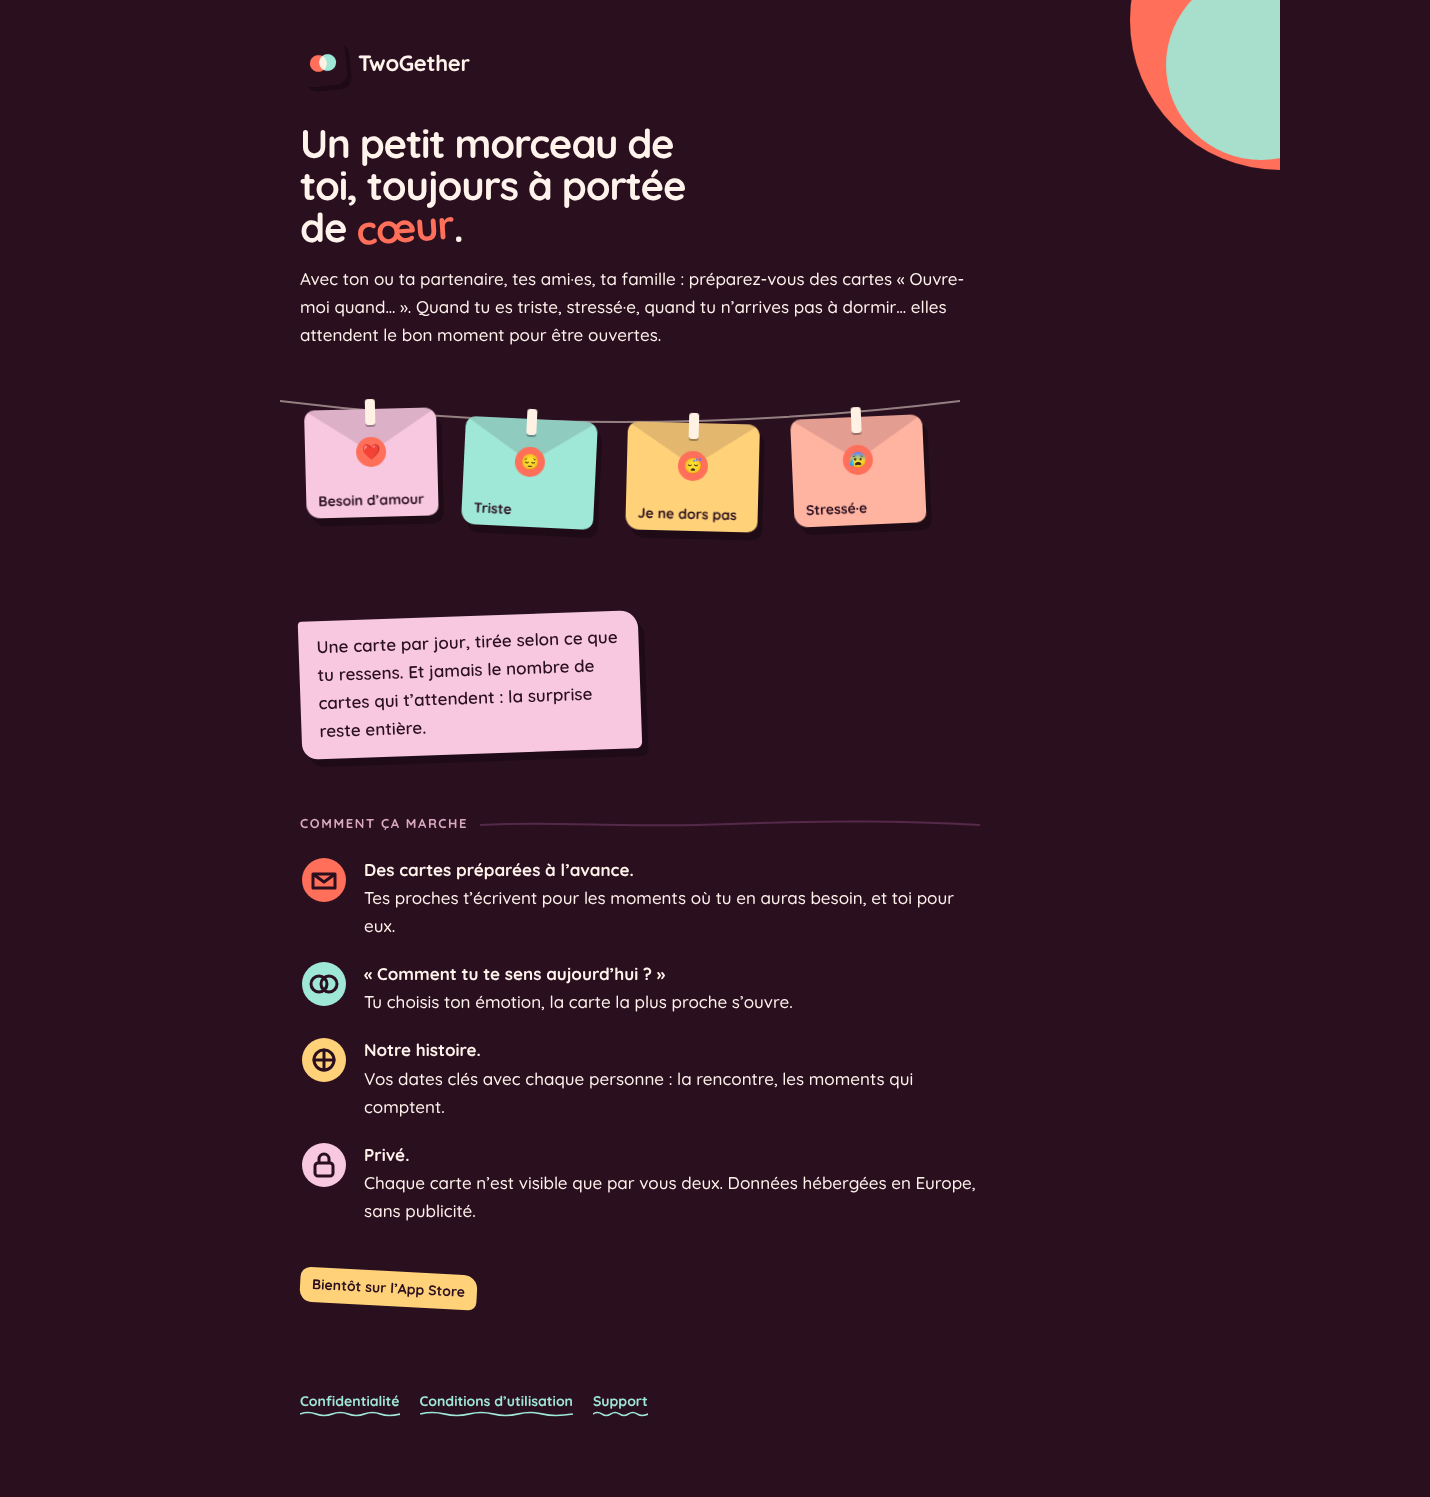 TwoGether
Un petit morceau de
toi, toujours à portée
de cœur.
Avec ton ou ta partenaire, tes ami·es, ta famille : préparez-vous des cartes « Ouvre-
moi quand… ». Quand tu es triste, stressé·e, quand tu n’arrives pas à dormir… elles
attendent le bon moment pour être ouvertes.
Besoin d’amour
Triste
Je ne dors pas
Stressé·e
Une carte par jour, tirée selon ce que
tu ressens. Et jamais le nombre de
cartes qui t’attendent : la surprise
reste entière.
COMMENT ÇA MARCHE
Des cartes préparées à l’avance.
Tes proches t’écrivent pour les moments où tu en auras besoin, et toi pour
eux.
« Comment tu te sens aujourd’hui ? »
Tu choisis ton émotion, la carte la plus proche s’ouvre.
Notre histoire.
Vos dates clés avec chaque personne : la rencontre, les moments qui
comptent.
Privé.
Chaque carte n’est visible que par vous deux. Données hébergées en Europe,
sans publicité.
Bientôt sur l’App Store
Confidentialité
Conditions d’utilisation
Support